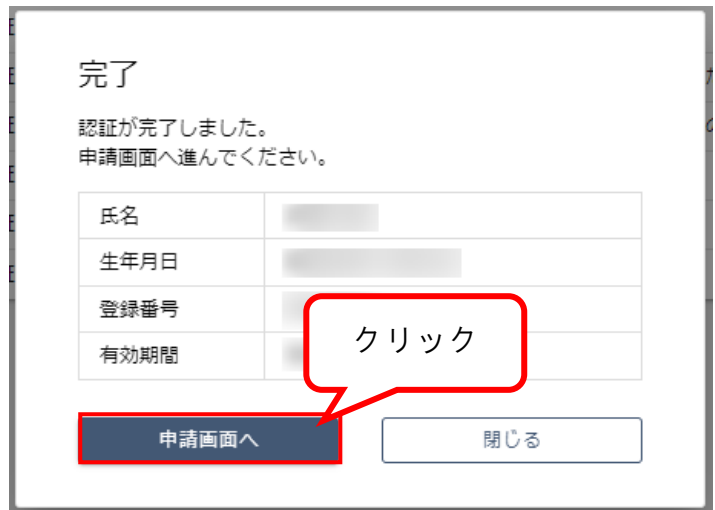 完了
認証が完了しました。
申請画面へ進んでください。
氏名
生年月日
登録番号
有効期間
クリック
申請画面へ
閉じる